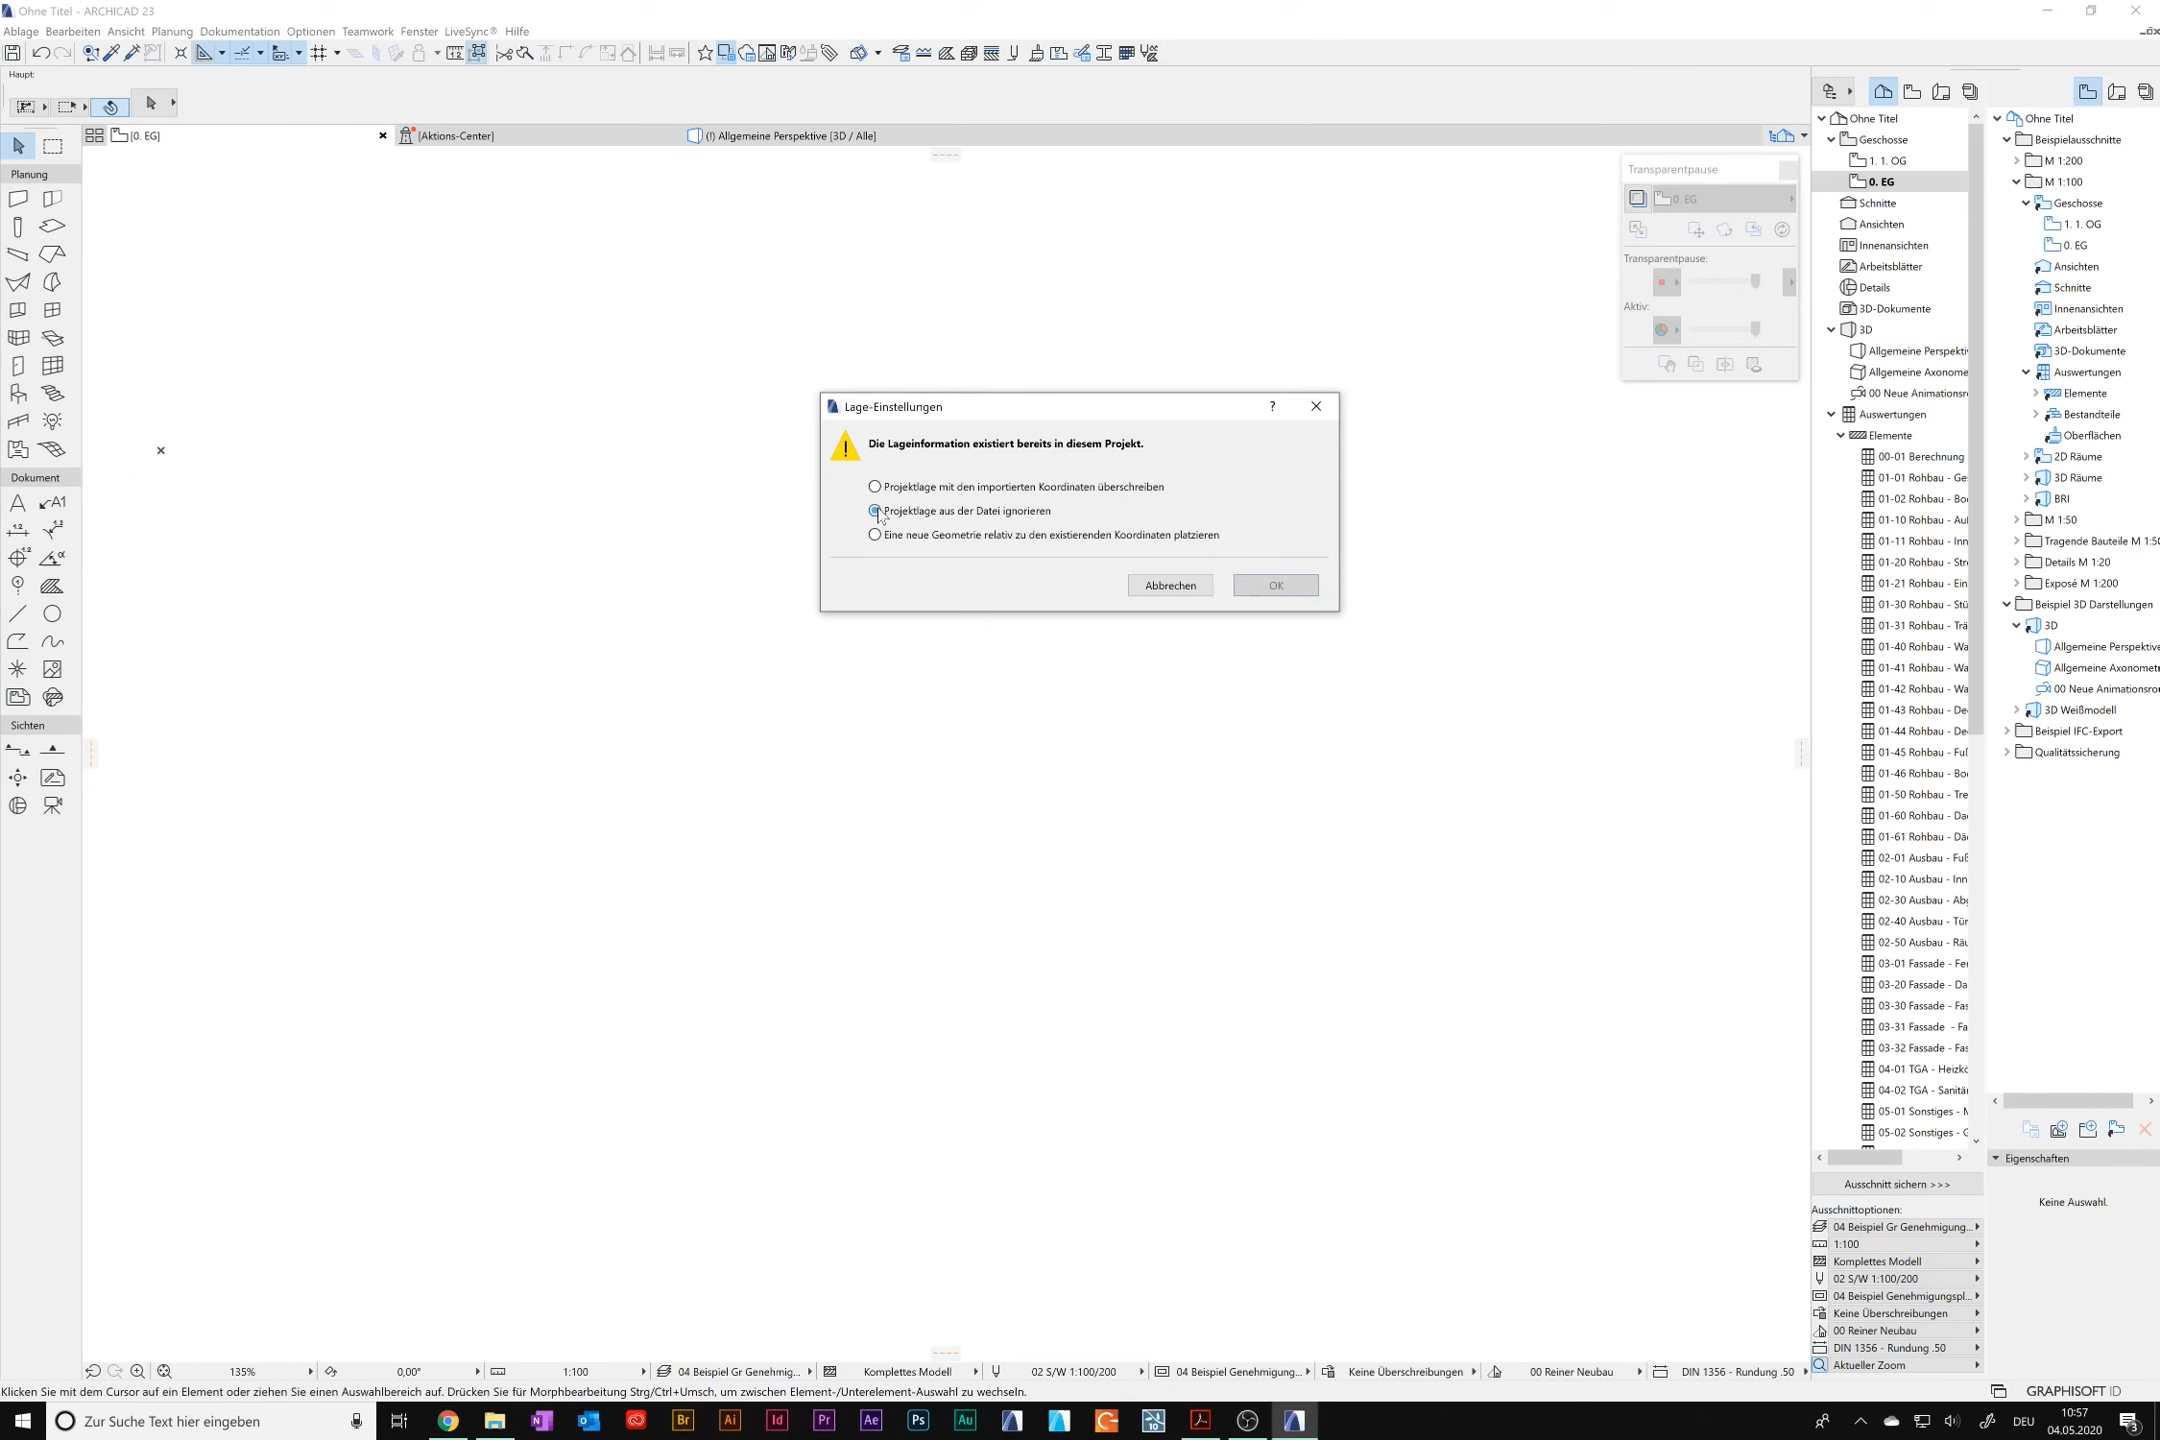 Ohne Titel - ARCHICAD 23
Ablage Bearbeiten Ansicht Planung Dokumentation Optionen Teamwork Fenster LiveSync® Hilfe
Haupt:
[0. EG]
[Aktions-Center]
(!) Allgemeine Perspektive [3D / Alle]
Planung
Dokument
A1
Sichten
Transparentpause
0. EG
Transparentpause:
Aktiv:
Lage-Einstellungen
?
Die Lageinformation existiert bereits in diesem Projekt.
Projektlage mit den importierten Koordinaten überschreiben
Projektlage aus der Datei ignorieren
Eine neue Geometrie relativ zu den existierenden Koordinaten platzieren
Abbrechen
OK
Ohne Titel
Geschosse
1. 1. OG
0. EG
Schnitte
Ansichten
Innenansichten
Arbeitsblätter
Details
3D-Dokumente
3D
Allgemeine Perspekti
Allgemeine Axonome
00 Neue Animationsr
Auswertungen
Elemente
00-01 Berechnung
01-01 Rohbau - Ge
01-02 Rohbau - Bo
01-10 Rohbau - Au
01-11 Rohbau - Inn
01-20 Rohbau - Str
01-21 Rohbau - Ein
01-30 Rohbau - Stü
01-31 Rohbau - Trä
01-40 Rohbau - Wa
01-41 Rohbau - Wa
01-42 Rohbau - Wa
01-43 Rohbau - De
01-44 Rohbau - De
01-45 Rohbau - Fuß
01-46 Rohbau - Bo
01-50 Rohbau - Tre
01-60 Rohbau - Da
01-61 Rohbau - Dä
02-01 Ausbau - Fuß
02-10 Ausbau - Inn
02-30 Ausbau - Abg
02-40 Ausbau - Tür
02-50 Ausbau - Räu
03-01 Fassade - Fer
03-20 Fassade - Da
03-30 Fassade - Fas
03-31 Fassade - Fa
03-32 Fassade - Fas
04-01 TGA - Heizkö
04-02 TGA - Sanitär
05-01 Sonstiges - M
05-02 Sonstiges - G
Ausschnitt sichern >>>
Ausschnittoptionen:
04 Beispiel Gr Genehmigung...
1:100
Komplettes Modell
02 S/W 1:100/200
04 Beispiel Genehmigungspl...
Keine Überschreibungen
00 Reiner Neubau
DIN 1356 - Rundung .50
Aktueller Zoom
Ohne Titel
Beispielausschnitte
M 1:200
M 1:100
Geschosse
1. 1. OG
0. EG
Ansichten
Schnitte
Innenansichten
Arbeitsblätter
3D-Dokumente
Auswertungen
Elemente
Bestandteile
Oberflächen
2D Räume
3D Räume
BRI
M 1:50
Tragende Bauteile M 1:5
Details M 1:20
Exposé M 1:200
Beispiel 3D Darstellungen
3D
Allgemeine Perspektive
Allgemeine Axonomet
00 Neue Animationsro
3D Weißmodell
Beispiel IFC-Export
Qualitätssicherung
Eigenschaften
Keine Auswahl.
135% 0,00° 1:100 04 Beispiel Gr Genehmig... Komplettes Modell 02 S/W 1:100/200 04 Beispiel Genehmigung... Keine Überschreibungen 00 Reiner Neubau DIN 1356 - Rundung .50
Klicken Sie mit dem Cursor auf ein Element oder ziehen Sie einen Auswahlbereich auf. Drücken Sie für Morphbearbeitung Strg/Ctrl+Umsch, um zwischen Element-/Unterelement-Auswahl zu wechseln.
GRAPHISOFT ID
Zur Suche Text hier eingeben
Br Ai Id Pr Ae Ps Au
10
DEU
10:57
04.05.2020
3